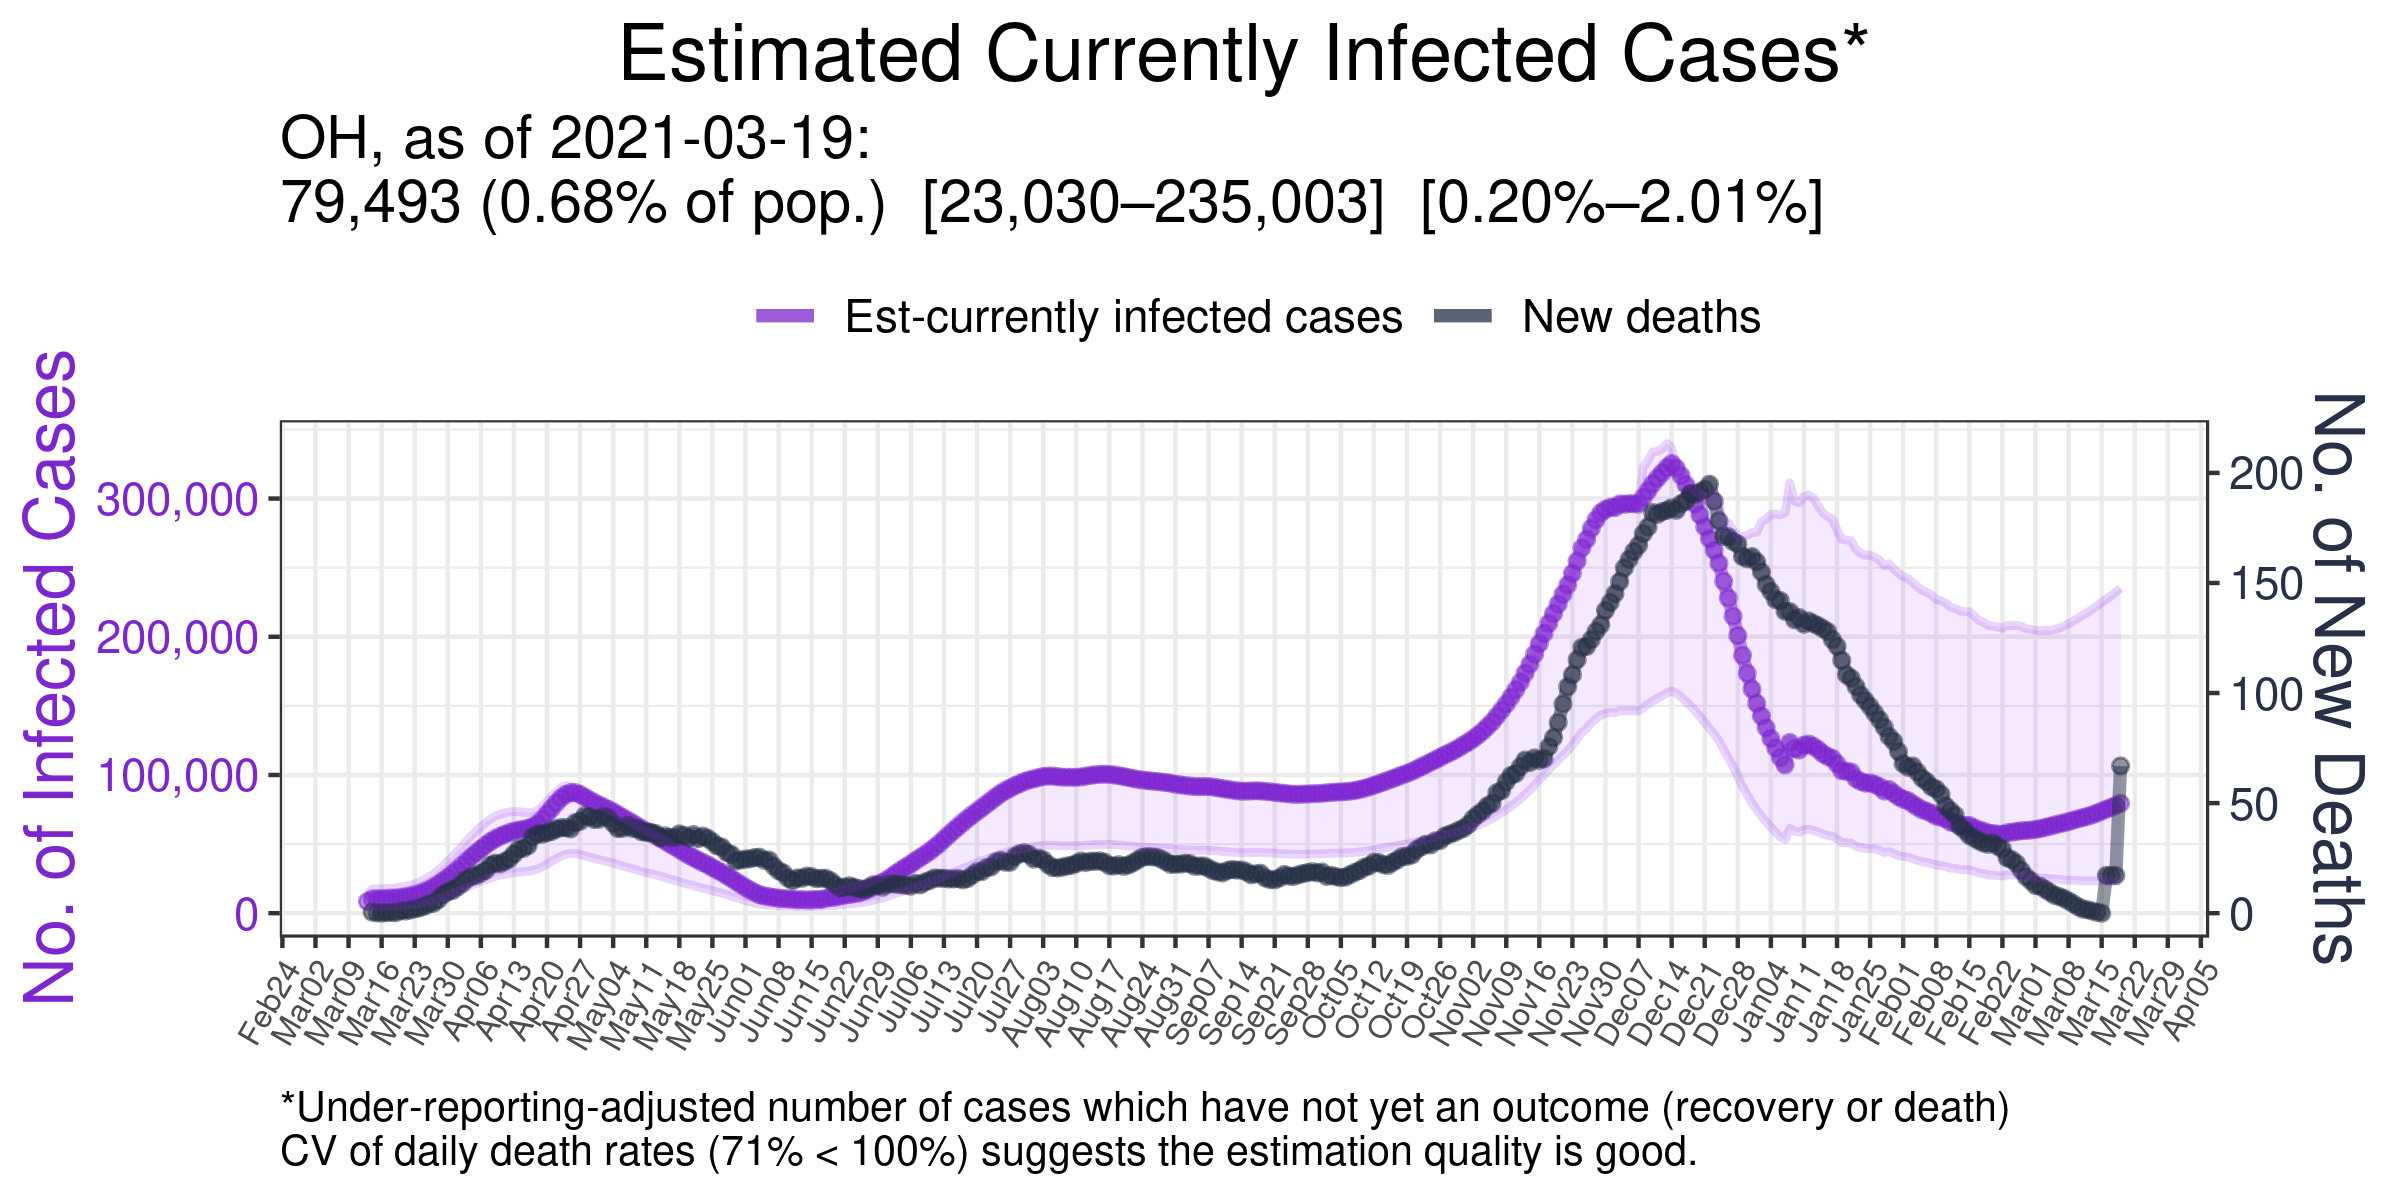 Estimated Currently Infected Cases*
OH, as of 2021-03-19:
79,493 (0.68% of pop.) [23,030–235,003] [0.20%–2.01%]
Est-currently infected cases New deaths
No. of Infected Cases
300,000
200,000
100,000
0
200
150
100
50
0
No. of New Deaths
Feb24 Mar02 Mar09 Mar16 Mar23 Mar30 Apr06 Apr13 Apr20 Apr27 May04 May11 May18 May25 Jun01 Jun08 Jun15 Jun22 Jun29 Jul06 Jul13 Jul20 Jul27 Aug03 Aug10 Aug17 Aug24 Aug31 Sep07 Sep14 Sep21 Sep28 Oct05 Oct12 Oct19 Oct26 Nov02 Nov09 Nov16 Nov23 Nov30 Dec07 Dec14 Dec21 Dec28 Jan04 Jan11 Jan18 Jan25 Feb01 Feb08 Feb15 Feb22 Mar01 Mar08 Mar15 Mar22 Mar29 Apr05
*Under-reporting-adjusted number of cases which have not yet an outcome (recovery or death)
CV of daily death rates (71% < 100%) suggests the estimation quality is good.